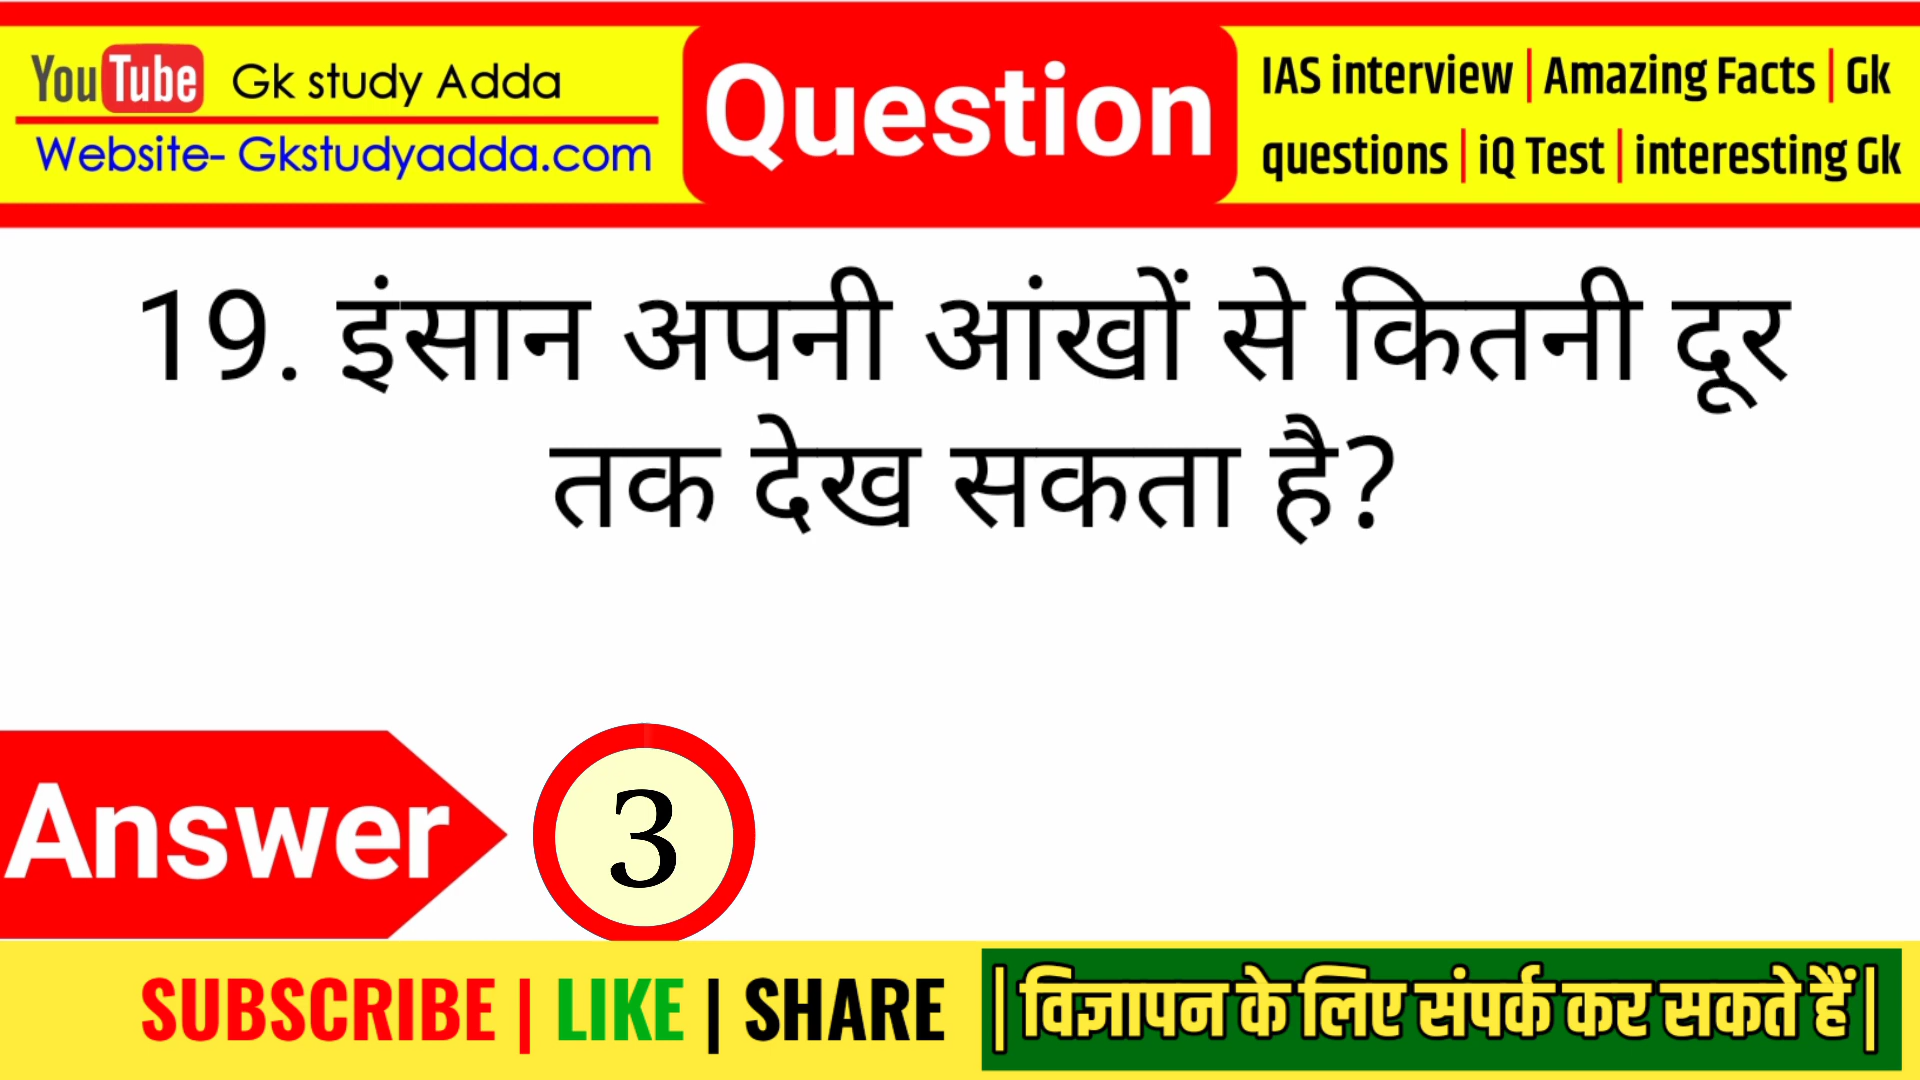 YouTube Gk study Adda
Website- Gkstudyadda.com
Question
IAS interview | Amazing Facts | Gk
questions | iQ Test | interesting Gk
19. इंसान अपनी आंखों से कितनी दूर
तक देख सकता है?
Answer
3
SUBSCRIBE | LIKE | SHARE
| विज्ञापन के लिए संपर्क कर सकते हैं |